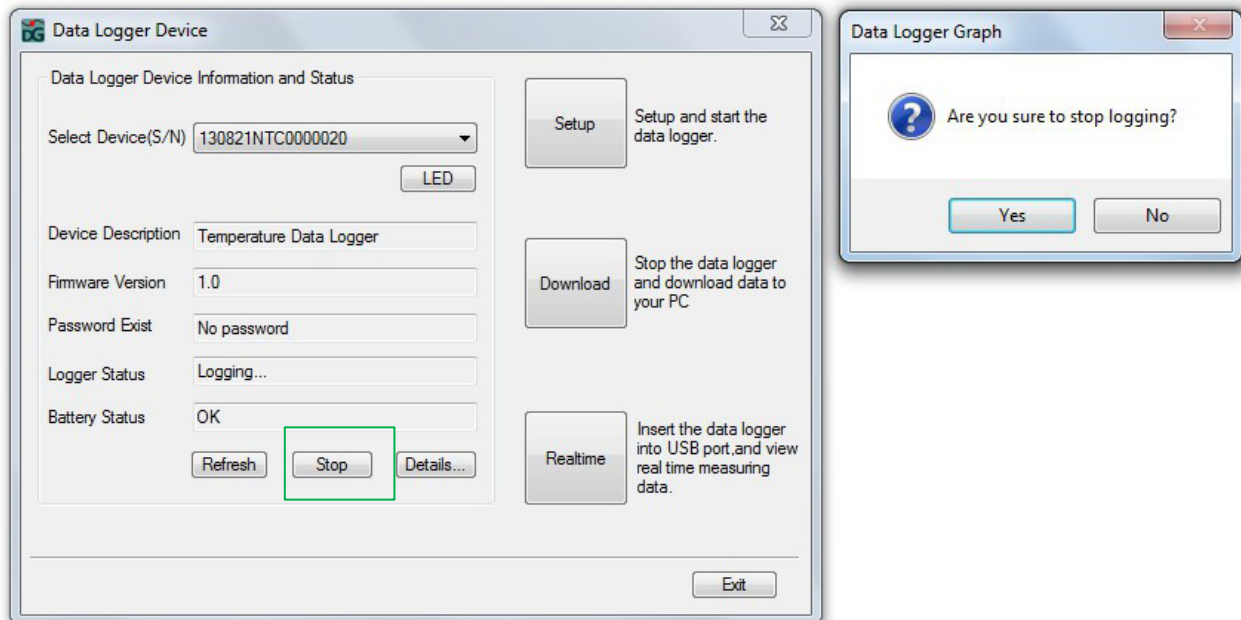 DG Data Logger Device
Data Logger Device Information and Status
Select Device(S/N) 130821NTC0000020
LED
Device Description Temperature Data Logger
Firmware Version 1.0
Password Exist No password
Logger Status Logging...
Battery Status OK
Refresh Stop Details...
Setup
Setup and start the
data logger.
Download
Stop the data logger
and download data to
your PC
Realtime
Insert the data logger
into USB port,and view
real time measuring
data.
Exit
Data Logger Graph
Are you sure to stop logging?
Yes No